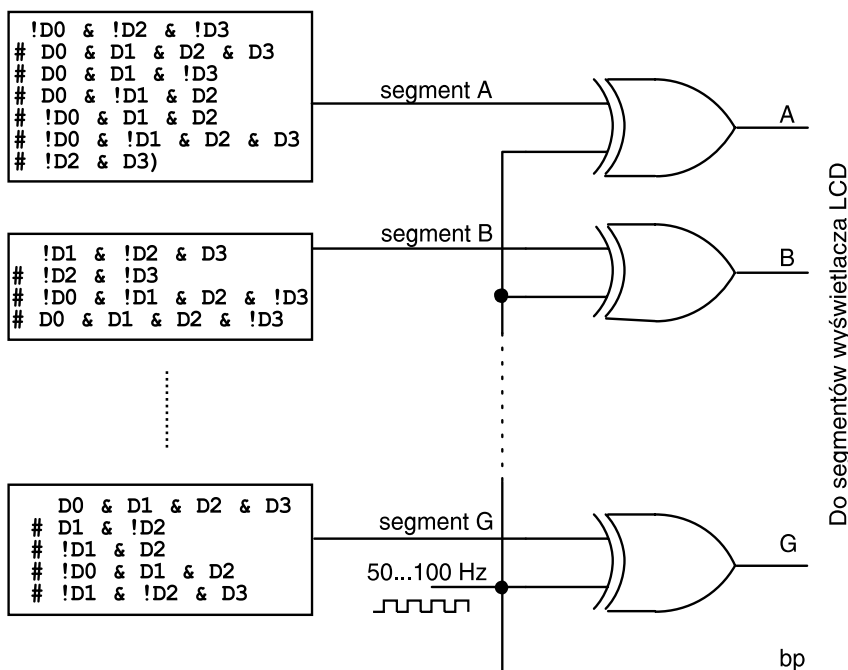 !D0 & !D2 & !D3
# D0 & D1 & D2 & D3
# D0 & D1 & !D3
# D0 & !D1 & D2
# !D0 & D1 & D2
# !D0 & !D1 & D2 & D3
# !D2 & D3)
segment A
A
!D1 & !D2 & D3
# !D2 & !D3
# !D0 & !D1 & D2 & !D3
# D0 & D1 & D2 & !D3
segment B
B
D0 & D1 & D2 & D3
# D1 & !D2
# !D1 & D2
# !D0 & D1 & D2
# !D1 & !D2 & D3
segment G
50...100 Hz
G
bp
Do segmentów wyświetlacza LCD